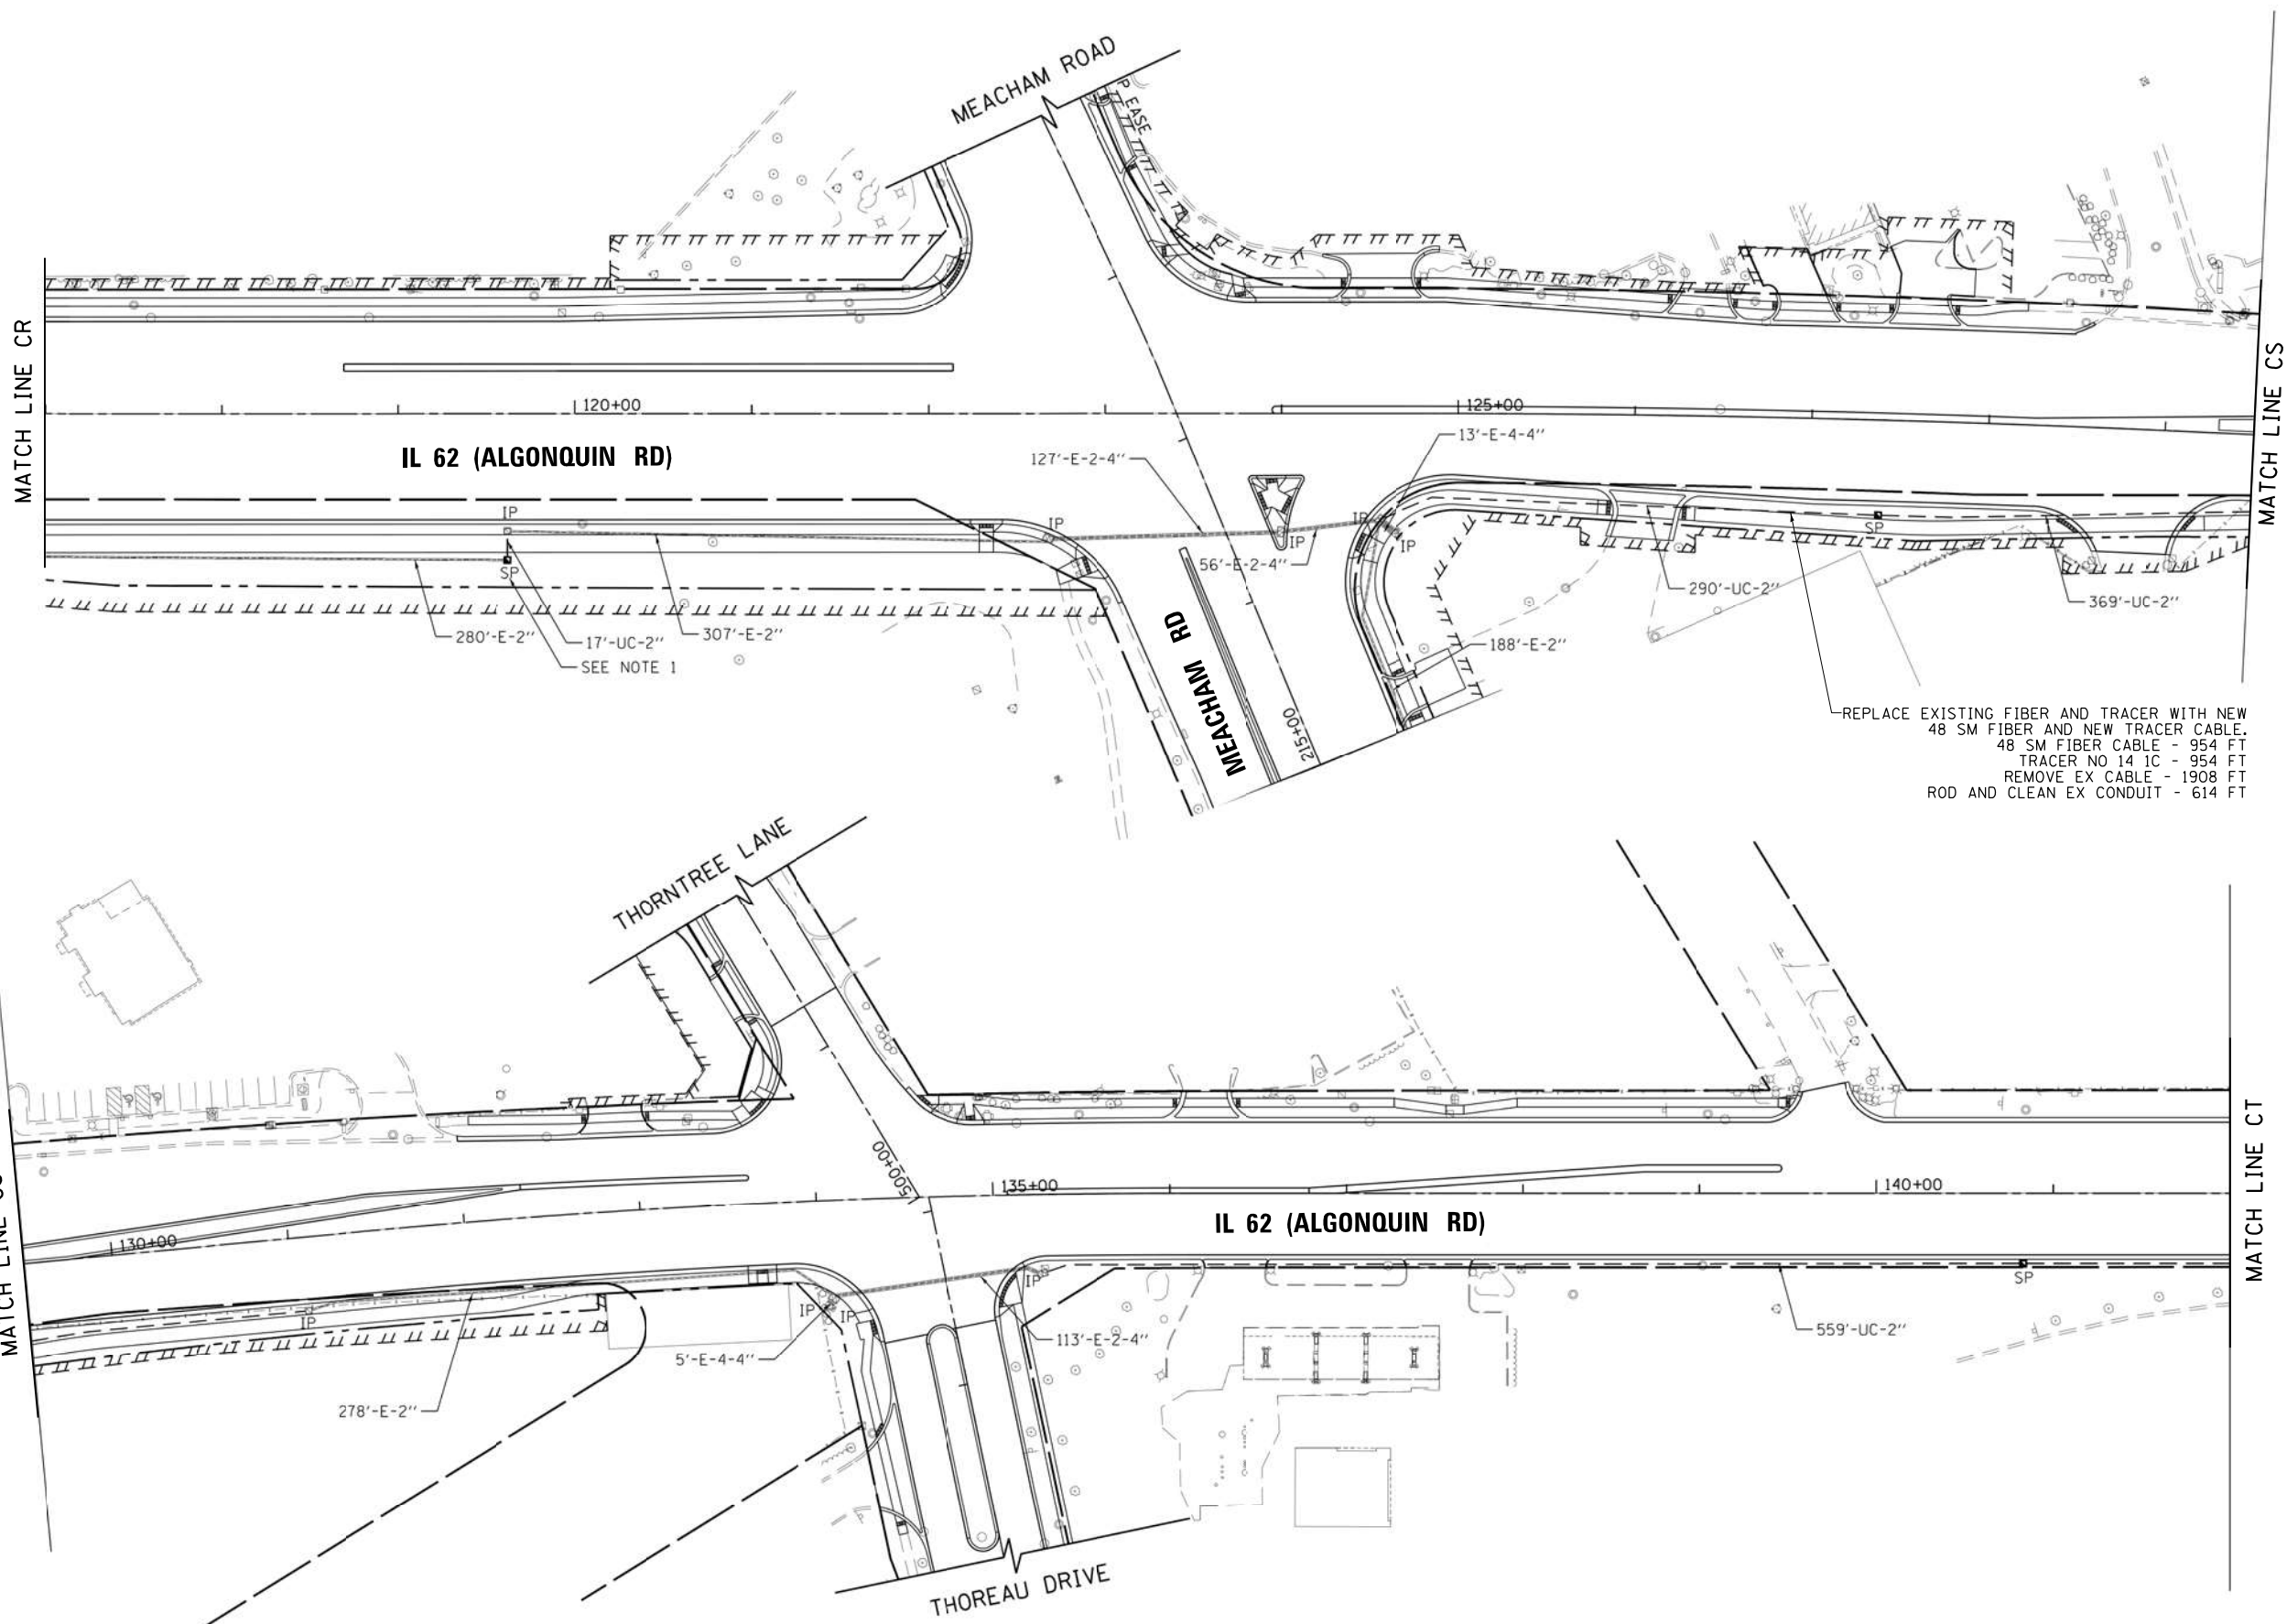 MEACHAM ROAD
P EASE
MATCH LINE CR
120+00
125+00
MATCH LINE CS
IL 62 (ALGONQUIN RD)
127'-E-2-4"
13'-E-4-4"
IP
IP
IP
IP
IP
SP
SP
56'-E-2-4"
290'-UC-2"
369'-UC-2"
280'-E-2"
17'-UC-2"
307'-E-2"
SEE NOTE 1
188'-E-2"
MEACHAM RD
215+00
REPLACE EXISTING FIBER AND TRACER WITH NEW
48 SM FIBER AND NEW TRACER CABLE.
48 SM FIBER CABLE - 954 FT
TRACER NO 14 1C - 954 FT
REMOVE EX CABLE - 1908 FT
ROD AND CLEAN EX CONDUIT - 614 FT
THORNTREE LANE
MATCH LINE
1500+00
130+00
135+00
140+00
IL 62 (ALGONQUIN RD)
MATCH LINE CT
IP
IP
IP
IP
SP
5'-E-4-4"
113'-E-2-4"
559'-UC-2"
278'-E-2"
THOREAU DRIVE